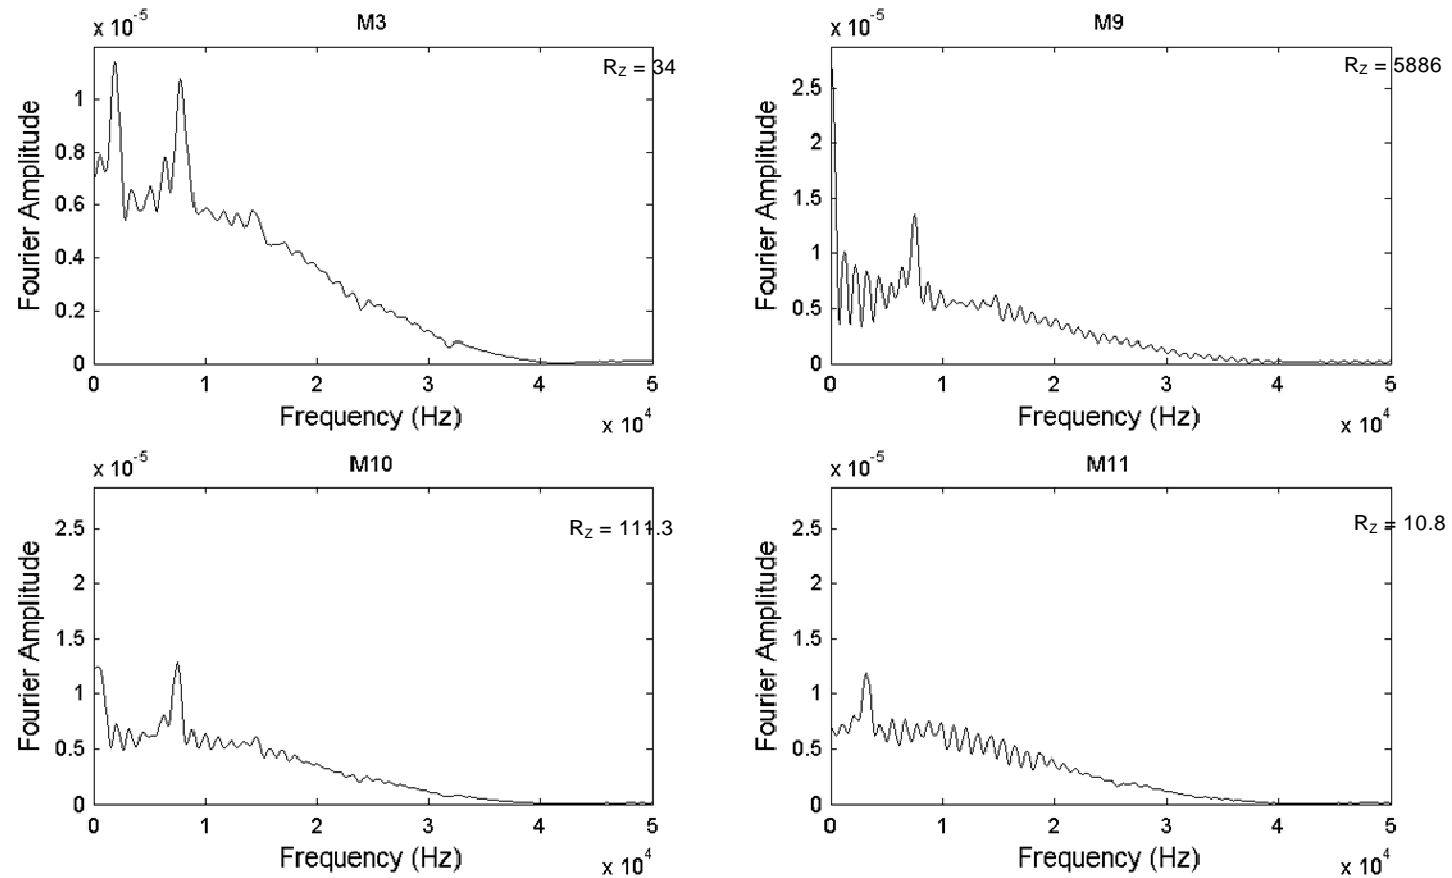 x 10^-5
M3
R_Z = 34
Fourier Amplitude
1
0.8
0.6
0.4
0.2
0
0 1 2 3 4 5
Frequency (Hz)
x 10^4
x 10^-5
M9
R_Z = 5886
Fourier Amplitude
2.5
2
1.5
1
0.5
0
0 1 2 3 4 5
Frequency (Hz)
x 10^4
x 10^-5
M10
R_Z = 111.3
Fourier Amplitude
2.5
2
1.5
1
0.5
0
0 1 2 3 4 5
Frequency (Hz)
x 10^4
x 10^-5
M11
R_Z = 10.8
Fourier Amplitude
2.5
2
1.5
1
0.5
0
0 1 2 3 4 5
Frequency (Hz)
x 10^4